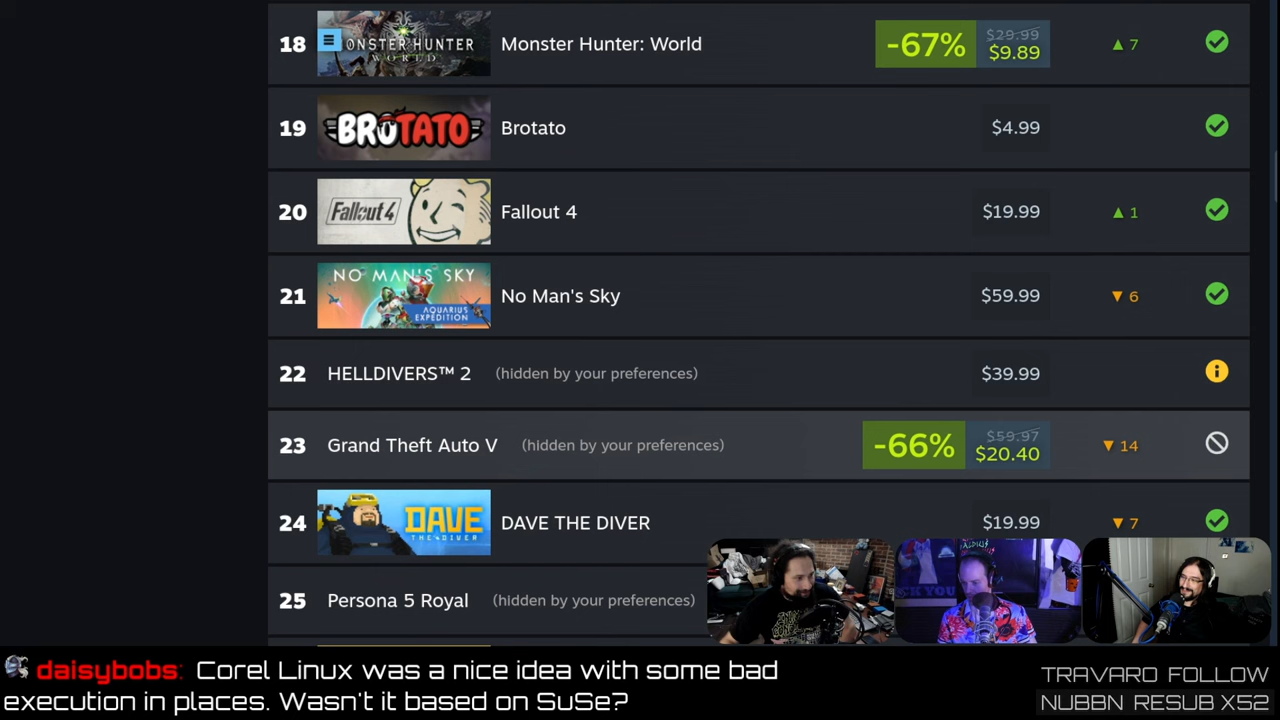 18 MONSTER HUNTER WORLD Monster Hunter: World -67% $29.99 $9.89 ▲ 7
19 BROTATO Brotato $4.99
20 Fallout 4 Fallout 4 $19.99 ▲ 1
21 NO MAN'S SKY AQUARIUS EXPEDITION No Man's Sky $59.99 ▼ 6
22 HELLDIVERS™ 2 (hidden by your preferences) $39.99
23 Grand Theft Auto V (hidden by your preferences) -66% $59.97 $20.40 ▼ 14
24 DAVE THE DIVER DAVE THE DIVER $19.99 ▼ 7
25 Persona 5 Royal (hidden by your preferences)
daisybobs: Corel Linux was a nice idea with some bad
execution in places. Wasn't it based on SuSe?
TRAVARO FOLLOW
NUBBN RESUB X52